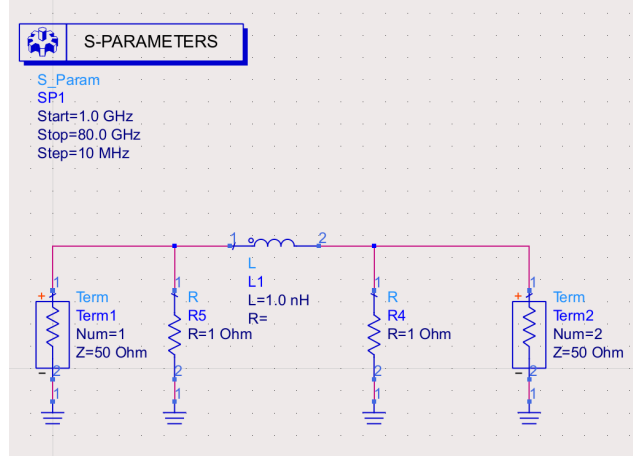 S-PARAMETERS
S_Param
SP1
Start=1.0 GHz
Stop=80.0 GHz
Step=10 MHz
1
2
L
L1
L=1.0 nH
R=
1
+
Term
Term1
Num=1
Z=50 Ohm
-
2
1
1
R
R5
R=1 Ohm
2
1
1
R
R4
R=1 Ohm
2
1
1
+
Term
Term2
Num=2
Z=50 Ohm
-
2
1